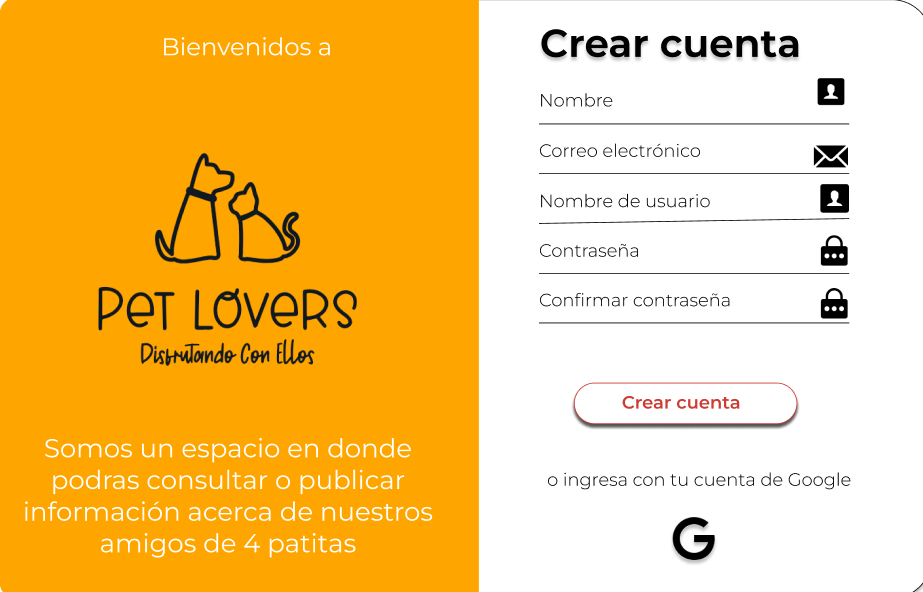 Bienvenidos a
PET LOVERS
Disfrutando Con Ellos
Somos un espacio en donde
podras consultar o publicar
información acerca de nuestros
amigos de 4 patitas
Crear cuenta
Nombre
Correo electrónico
Nombre de usuario
Contraseña
Confirmar contraseña
Crear cuenta
o ingresa con tu cuenta de Google
G